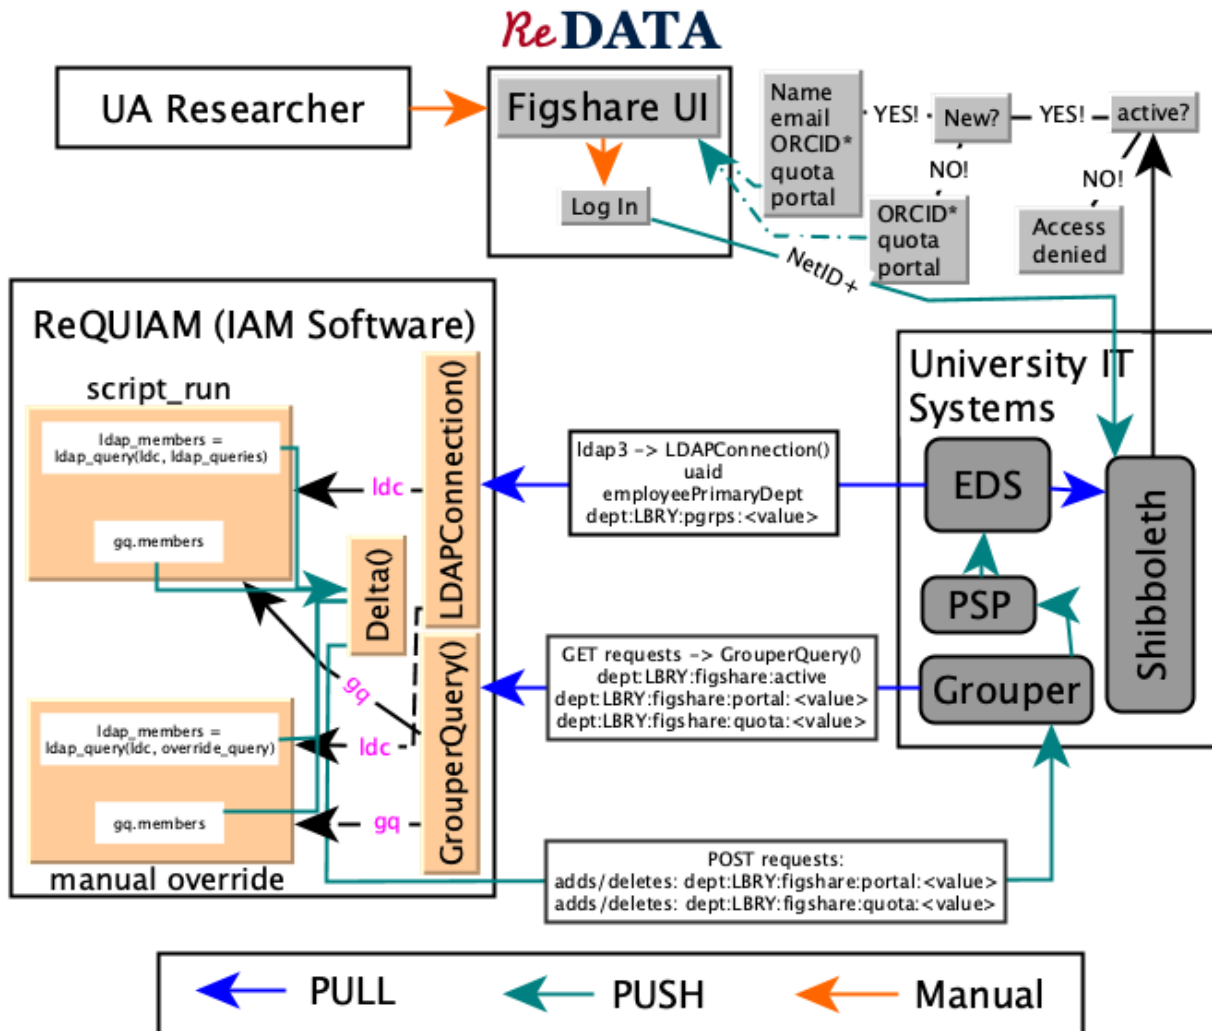 ReDATA
UA Researcher
Figshare UI
Log In
Name
email
ORCID*
quota
portal
YES!
New?
YES!
active?
NO!
NO!
ORCID*
quota
portal
Access
denied
NetID+
ReQUIAM (IAM Software)
script_run
ldap_members =
ldap_query(ldc, ldap_queries)
gq.members
ldc
LDAPConnection()
Delta()
gq
GrouperQuery()
ldap_members =
ldap_query(ldc, override_query)
gq.members
ldc
gq
manual override
ldap3 -> LDAPConnection()
uaid
employeePrimaryDept
dept:LBRY:pgrps:<value>
GET requests -> GrouperQuery()
dept:LBRY:figshare:active
dept:LBRY:figshare:portal:<value>
dept:LBRY:figshare:quota:<value>
POST requests:
adds/deletes: dept:LBRY:figshare:portal:<value>
adds/deletes: dept:LBRY:figshare:quota:<value>
University IT
Systems
EDS
PSP
Grouper
Shibboleth
PULL
PUSH
Manual